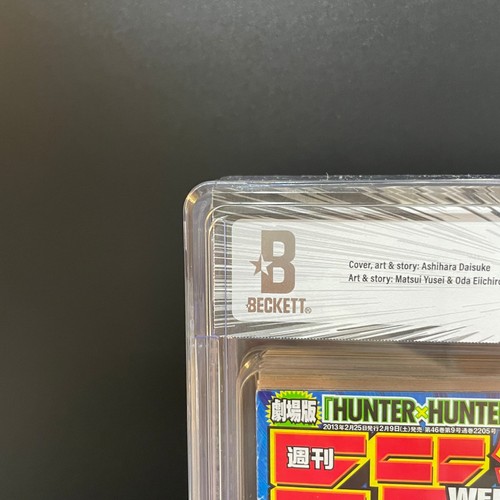 B
BECKETT®
Cover, art & story: Ashihara Daisuke
Art & story: Matsui Yusei & Oda Eiichiro
劇場版
「HUNTER×HUNTER
2013年2月25日発行2月9日(土)発売 第46巻第9号通巻2205号
週刊